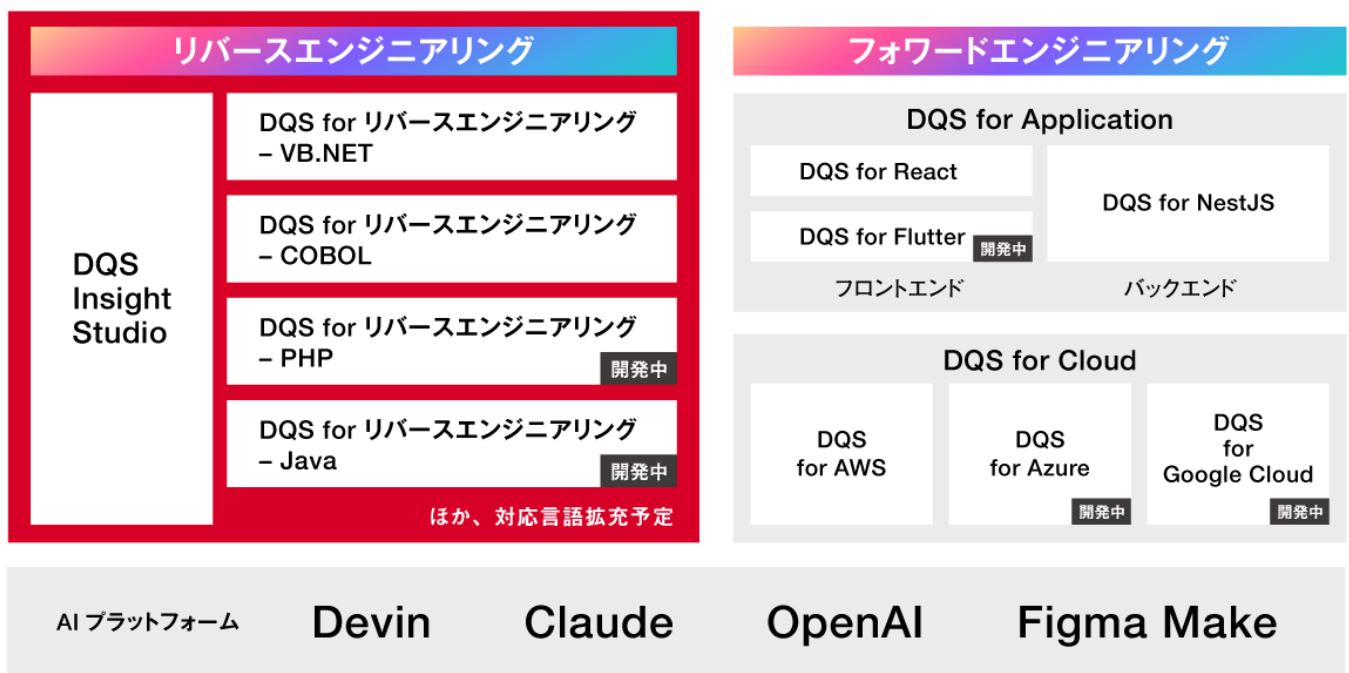 リバースエンジニアリング
DQS
Insight
Studio
DQS for リバースエンジニアリング
– VB.NET
DQS for リバースエンジニアリング
– COBOL
DQS for リバースエンジニアリング
– PHP
開発中
DQS for リバースエンジニアリング
– Java
開発中
ほか、対応言語拡充予定
フォワードエンジニアリング
DQS for Application
DQS for React
DQS for Flutter
開発中
フロントエンド
DQS for NestJS
バックエンド
DQS for Cloud
DQS
for AWS
DQS
for Azure
開発中
DQS
for
Google Cloud
開発中
AI プラットフォーム
Devin
Claude
OpenAI
Figma Make